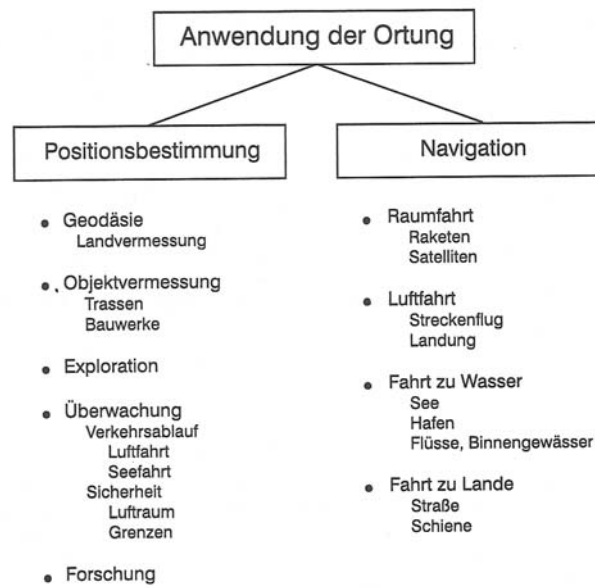 Anwendung der Ortung
Positionsbestimmung
• Geodäsie
Landvermessung
• Objektvermessung
Trassen
Bauwerke
• Exploration
• Überwachung
Verkehrsablauf
Luftfahrt
Seefahrt
Sicherheit
Luftraum
Grenzen
• Forschung
Navigation
• Raumfahrt
Raketen
Satelliten
• Luftfahrt
Streckenflug
Landung
• Fahrt zu Wasser
See
Hafen
Flüsse, Binnengewässer
• Fahrt zu Lande
Straße
Schiene